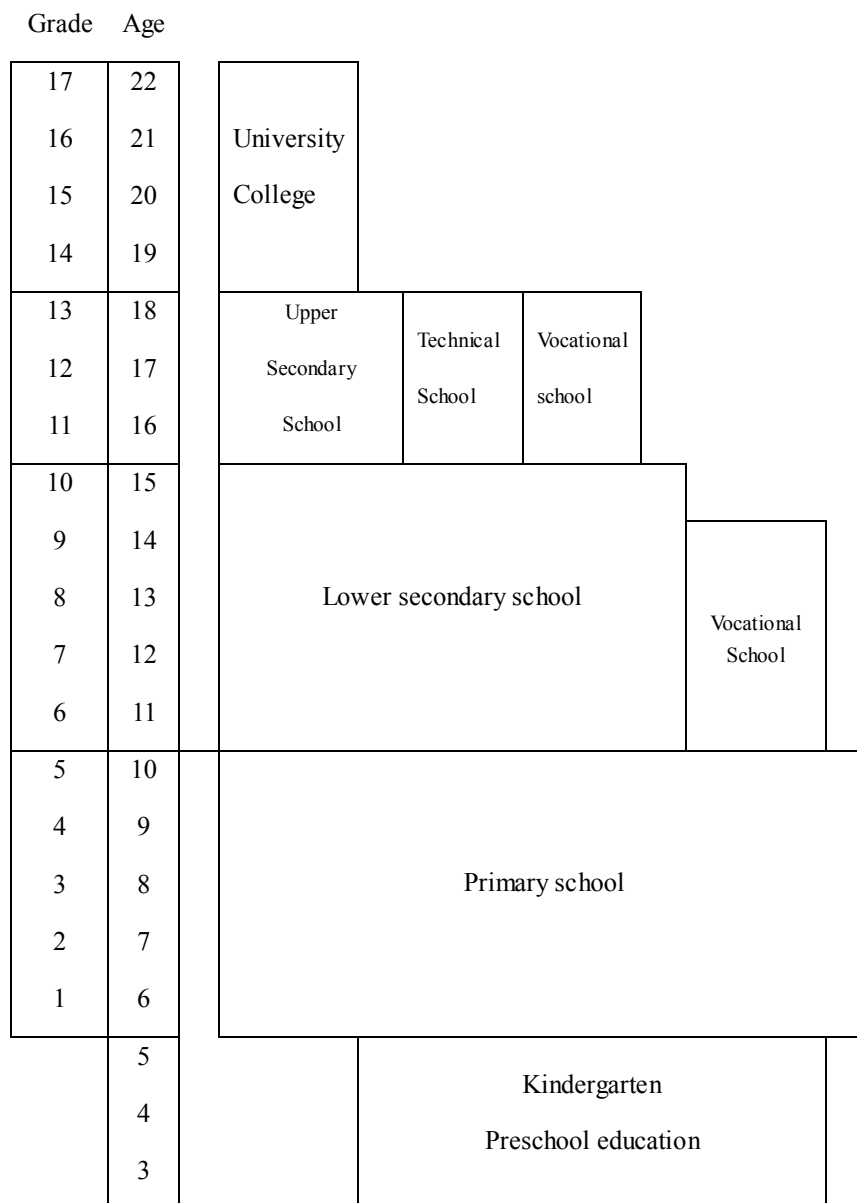 Grade Age
17 22
16 21 University
15 20 College
14 19
13 18 Upper
Technical Vocational
12 17 Secondary
School school
11 16 School
10 15
9 14
8 13 Lower secondary school
Vocational
7 12 School
6 11
5 10
4 9
3 8 Primary school
2 7
1 6
5
Kindergarten
4
Preschool education
3